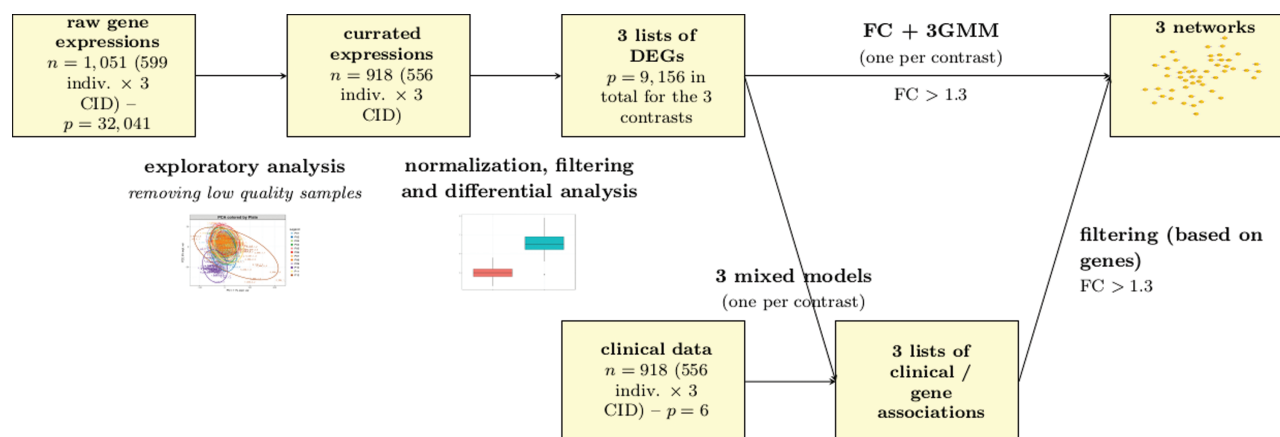 raw gene
expressions
n = 1,051 (599
indiv. × 3
CID) –
p = 32,041
currated
expressions
n = 918 (556
indiv. × 3
CID)
3 lists of
DEGs
p = 9,156 in
total for the 3
contrasts
FC + 3GMM
(one per contrast)
FC > 1.3
3 networks
exploratory analysis
removing low quality samples
normalization, filtering
and differential analysis
PCA colored by Plate
filtering (based on
genes)
FC > 1.3
3 mixed models
(one per contrast)
clinical data
n = 918 (556
indiv. × 3
CID) – p = 6
3 lists of
clinical /
gene
associations